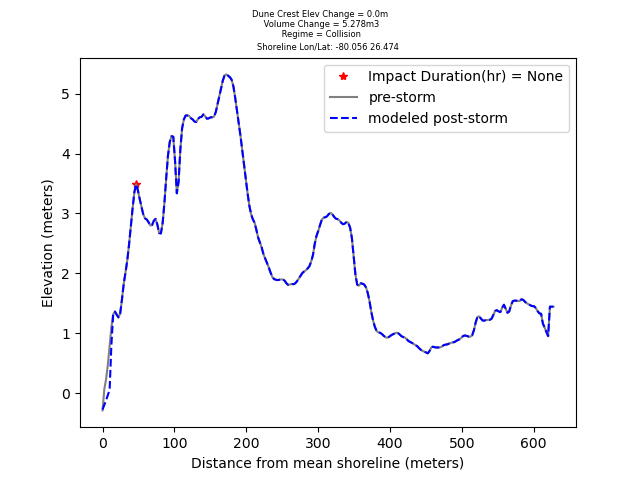 Dune Crest Elev Change = 0.0m
Volume Change = 5.278m3
Regime = Collision
Shoreline Lon/Lat: -80.056 26.474
Impact Duration(hr) = None
pre-storm
modeled post-storm
Elevation (meters)
5
4
3
2
1
0
0 100 200 300 400 500 600
Distance from mean shoreline (meters)